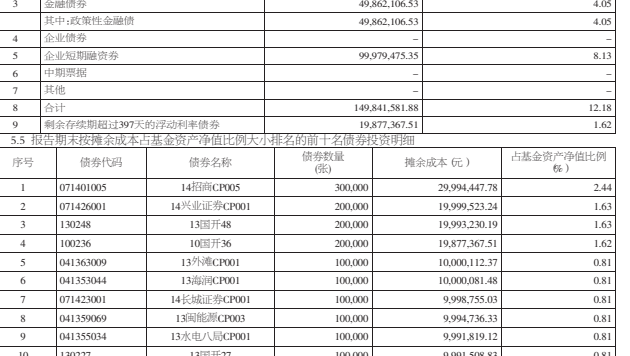 3 金融债券 49,862,106.53 4.05
其中:政策性金融债 49,862,106.53 4.05
4 企业债券 – –
5 企业短期融资券 99,979,475.35 8.13
6 中期票据 – –
7 其他 – –
8 合计 149,841,581.88 12.18
9 剩余存续期超过397天的浮动利率债券 19,877,367.51 1.62
5.5 报告期末按摊余成本占基金资产净值比例大小排名的前十名债券投资明细
序号 债券代码 债券名称 债券数量(张) 摊余成本(元) 占基金资产净值比例(%)
1 071401005 14招商CP005 300,000 29,994,447.78 2.44
2 071426001 14兴业证券CP001 200,000 19,999,523.24 1.63
3 130248 13国开48 200,000 19,993,230.19 1.63
4 100236 10国开36 200,000 19,877,367.51 1.62
5 041363009 13外滩CP001 100,000 10,000,112.37 0.81
6 041353044 13海润CP001 100,000 10,000,081.48 0.81
7 071423001 14长城证券CP001 100,000 9,998,755.03 0.81
8 041359069 13闽能源CP003 100,000 9,994,736.33 0.81
9 041355034 13水电八局CP001 100,000 9,991,819.12 0.81
10 130227 13国开27 100,000 9,991,508.83 0.81